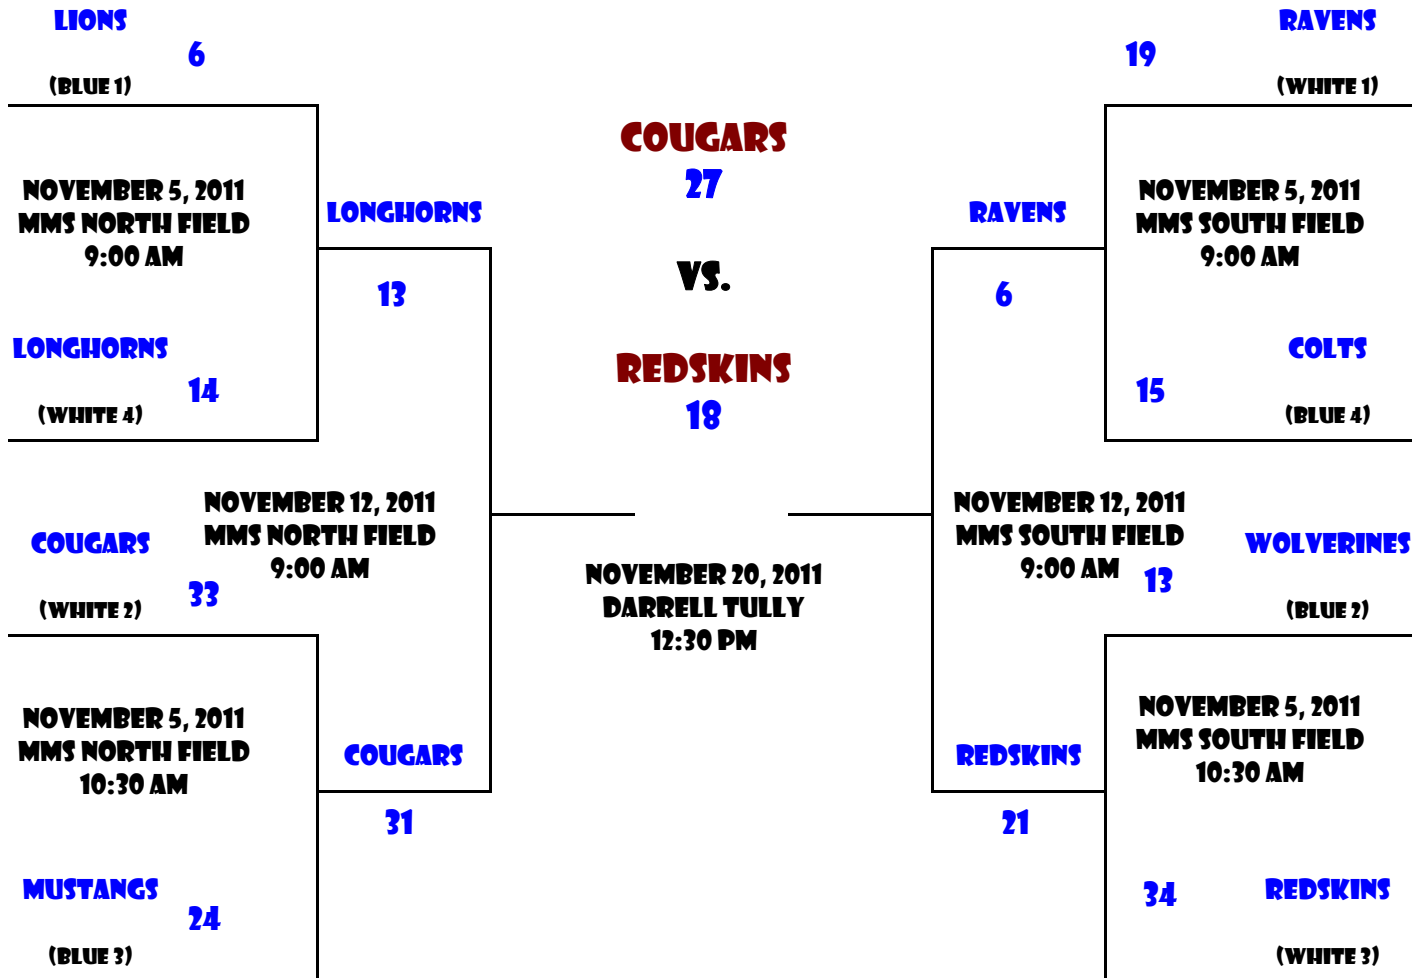 LIONS
6
(BLUE 1)
NOVEMBER 5, 2011
MMS NORTH FIELD
9:00 AM
LONGHORNS
14
(WHITE 4)
LONGHORNS
13
COUGARS
33
(WHITE 2)
NOVEMBER 12, 2011
MMS NORTH FIELD
9:00 AM
NOVEMBER 5, 2011
MMS NORTH FIELD
10:30 AM
COUGARS
31
MUSTANGS
24
(BLUE 3)
COUGARS
27
VS.
REDSKINS
18
NOVEMBER 20, 2011
DARRELL TULLY
12:30 PM
RAVENS
19
(WHITE 1)
NOVEMBER 5, 2011
MMS SOUTH FIELD
9:00 AM
RAVENS
6
COLTS
15
(BLUE 4)
NOVEMBER 12, 2011
MMS SOUTH FIELD
9:00 AM
WOLVERINES
13
(BLUE 2)
NOVEMBER 5, 2011
MMS SOUTH FIELD
10:30 AM
REDSKINS
21
34
REDSKINS
(WHITE 3)